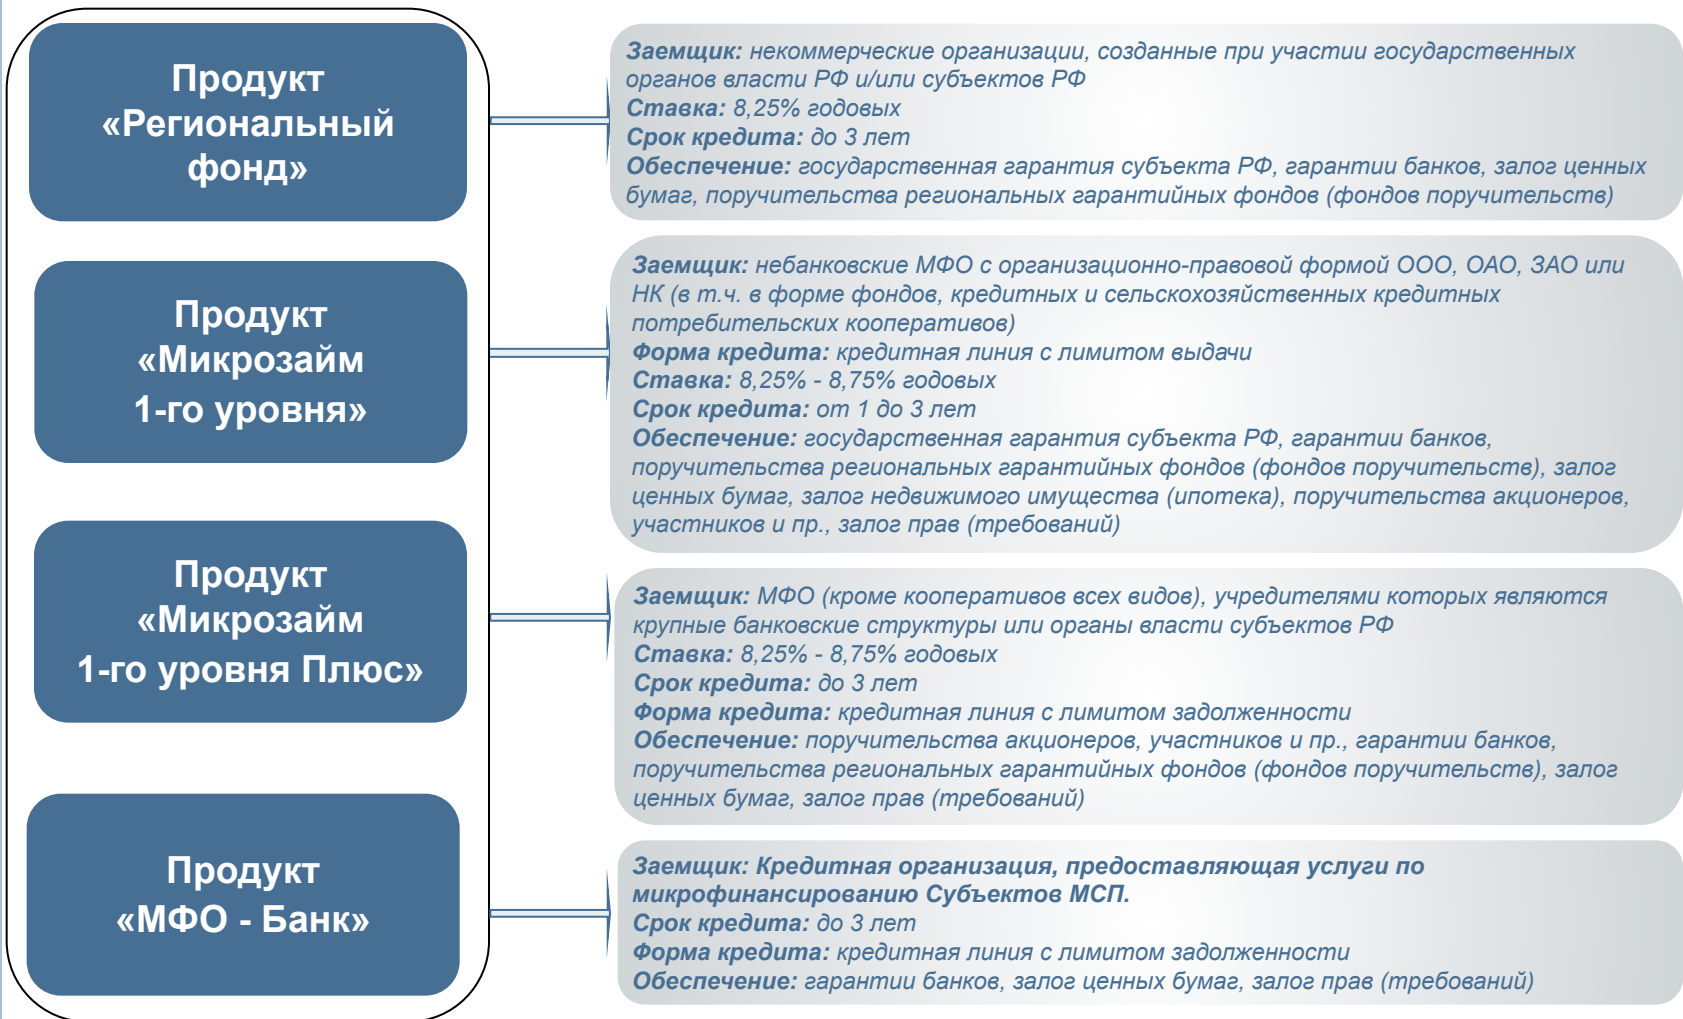 Продукт
«Региональный
фонд»
Заемщик: некоммерческие организации, созданные при участии государственных
органов власти РФ и/или субъектов РФ
Ставка: 8,25% годовых
Срок кредита: до 3 лет
Обеспечение: государственная гарантия субъекта РФ, гарантии банков, залог ценных
бумаг, поручительства региональных гарантийных фондов (фондов поручительств)
Продукт
«Микрозайм
1-го уровня»
Заемщик: небанковские МФО с организационно-правовой формой ООО, ОАО, ЗАО или
НК (в т.ч. в форме фондов, кредитных и сельскохозяйственных кредитных
потребительских кооперативов)
Форма кредита: кредитная линия с лимитом выдачи
Ставка: 8,25% - 8,75% годовых
Срок кредита: от 1 до 3 лет
Обеспечение: государственная гарантия субъекта РФ, гарантии банков,
поручительства региональных гарантийных фондов (фондов поручительств), залог
ценных бумаг, залог недвижимого имущества (ипотека), поручительства акционеров,
участников и пр., залог прав (требований)
Продукт
«Микрозайм
1-го уровня Плюс»
Заемщик: МФО (кроме кооперативов всех видов), учредителями которых являются
крупные банковские структуры или органы власти субъектов РФ
Ставка: 8,25% - 8,75% годовых
Срок кредита: до 3 лет
Форма кредита: кредитная линия с лимитом задолженности
Обеспечение: поручительства акционеров, участников и пр., гарантии банков,
поручительства региональных гарантийных фондов (фондов поручительств), залог
ценных бумаг, залог прав (требований)
Продукт
«МФО - Банк»
Заемщик: Кредитная организация, предоставляющая услуги по
микрофинансированию Субъектов МСП.
Срок кредита: до 3 лет
Форма кредита: кредитная линия с лимитом задолженности
Обеспечение: гарантии банков, залог ценных бумаг, залог прав (требований)